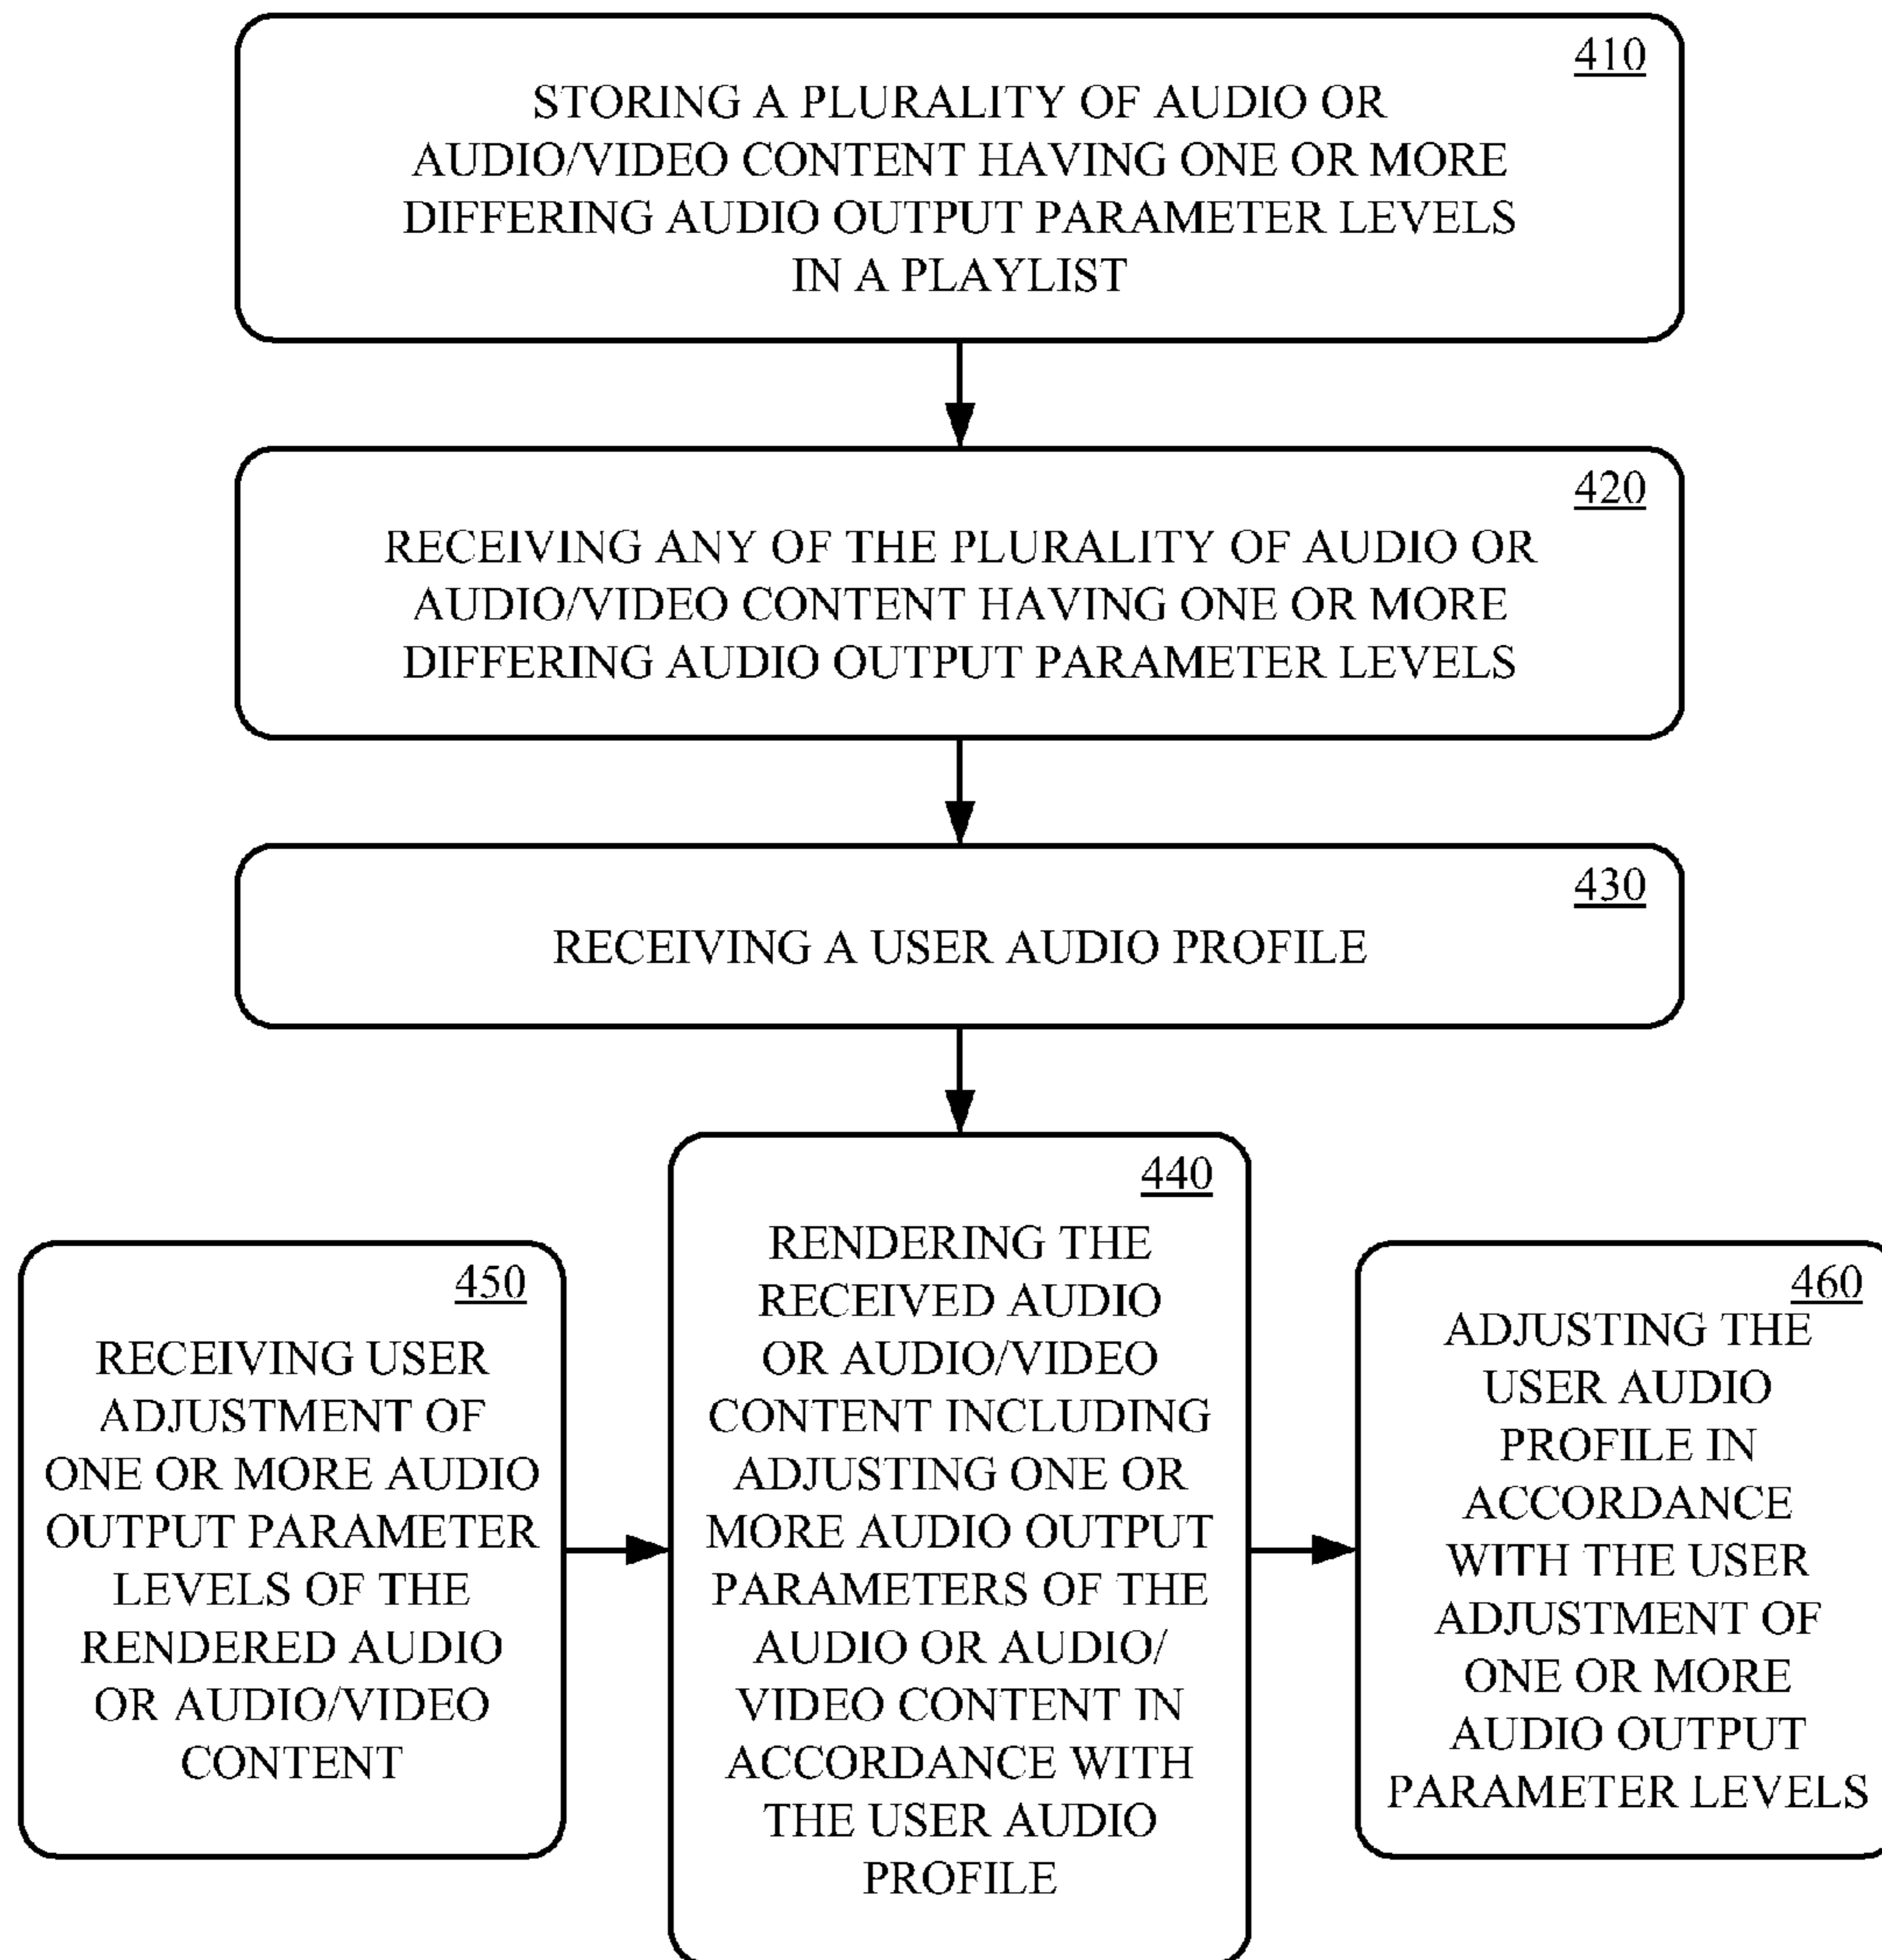 410
STORING A PLURALITY OF AUDIO OR
AUDIO/VIDEO CONTENT HAVING ONE OR MORE
DIFFERING AUDIO OUTPUT PARAMETER LEVELS
IN A PLAYLIST
420
RECEIVING ANY OF THE PLURALITY OF AUDIO OR
AUDIO/VIDEO CONTENT HAVING ONE OR MORE
DIFFERING AUDIO OUTPUT PARAMETER LEVELS
430
RECEIVING A USER AUDIO PROFILE
450
RECEIVING USER
ADJUSTMENT OF
ONE OR MORE AUDIO
OUTPUT PARAMETER
LEVELS OF THE
RENDERED AUDIO
OR AUDIO/VIDEO
CONTENT
440
RENDERING THE
RECEIVED AUDIO
OR AUDIO/VIDEO
CONTENT INCLUDING
ADJUSTING ONE OR
MORE AUDIO OUTPUT
PARAMETERS OF THE
AUDIO OR AUDIO/
VIDEO CONTENT IN
ACCORDANCE WITH
THE USER AUDIO
PROFILE
460
ADJUSTING THE
USER AUDIO
PROFILE IN
ACCORDANCE
WITH THE USER
ADJUSTMENT OF
ONE OR MORE
AUDIO OUTPUT
PARAMETER LEVELS